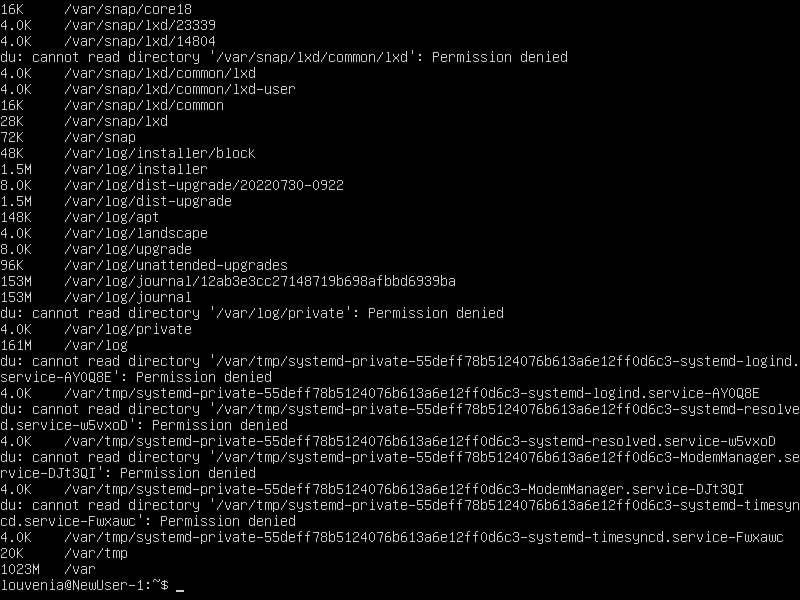 16K     /var/snap/core18
4.0K    /var/snap/lxd/23339
4.0K    /var/snap/lxd/14804
du: cannot read directory '/var/snap/lxd/common/lxd': Permission denied
4.0K    /var/snap/lxd/common/lxd
4.0K    /var/snap/lxd/common/lxd-user
16K     /var/snap/lxd/common
28K     /var/snap/lxd
72K     /var/snap
48K     /var/log/installer/block
1.5M    /var/log/installer
8.0K    /var/log/dist-upgrade/20220730-0922
1.5M    /var/log/dist-upgrade
148K    /var/log/apt
4.0K    /var/log/landscape
8.0K    /var/log/upgrade
96K     /var/log/unattended-upgrades
153M    /var/log/journal/12ab3e3cc27148719b698afbbd6939ba
153M    /var/log/journal
du: cannot read directory '/var/log/private': Permission denied
4.0K    /var/log/private
161M    /var/log
du: cannot read directory '/var/tmp/systemd-private-55deff78b5124076b613a6e12ff0d6c3-systemd-logind.
service-AYOQ8E': Permission denied
4.0K    /var/tmp/systemd-private-55deff78b5124076b613a6e12ff0d6c3-systemd-logind.service-AYOQ8E
du: cannot read directory '/var/tmp/systemd-private-55deff78b5124076b613a6e12ff0d6c3-systemd-resolve
d.service-w5vxoD': Permission denied
4.0K    /var/tmp/systemd-private-55deff78b5124076b613a6e12ff0d6c3-systemd-resolved.service-w5vxoD
du: cannot read directory '/var/tmp/systemd-private-55deff78b5124076b613a6e12ff0d6c3-ModemManager.se
rvice-DJt3QI': Permission denied
4.0K    /var/tmp/systemd-private-55deff78b5124076b613a6e12ff0d6c3-ModemManager.service-DJt3QI
du: cannot read directory '/var/tmp/systemd-private-55deff78b5124076b613a6e12ff0d6c3-systemd-timesyn
cd.service-Fwxawc': Permission denied
4.0K    /var/tmp/systemd-private-55deff78b5124076b613a6e12ff0d6c3-systemd-timesyncd.service-Fwxawc
20K     /var/tmp
1023M   /var
louvenia@NewUser-1:~$ _